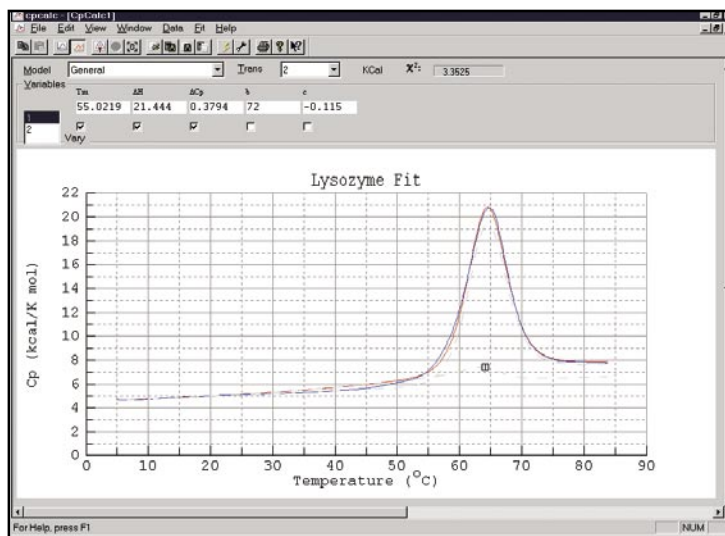 cpcalc - [CpCalc1]
File Edit View Window Data Fit Help
Model General Trans 2 KCal χ²: 3.3525
Variables
Tm ΔH ΔCp b c
1 55.0219 21.444 0.3794 72 -0.115
2
Vary
Lysozyme Fit
22
20
18
16
14
12
10
8
6
4
2
0
Cp (kcal/K mol)
0 10 20 30 40 50 60 70 80 90
Temperature (°C)
For Help, press F1 NUM